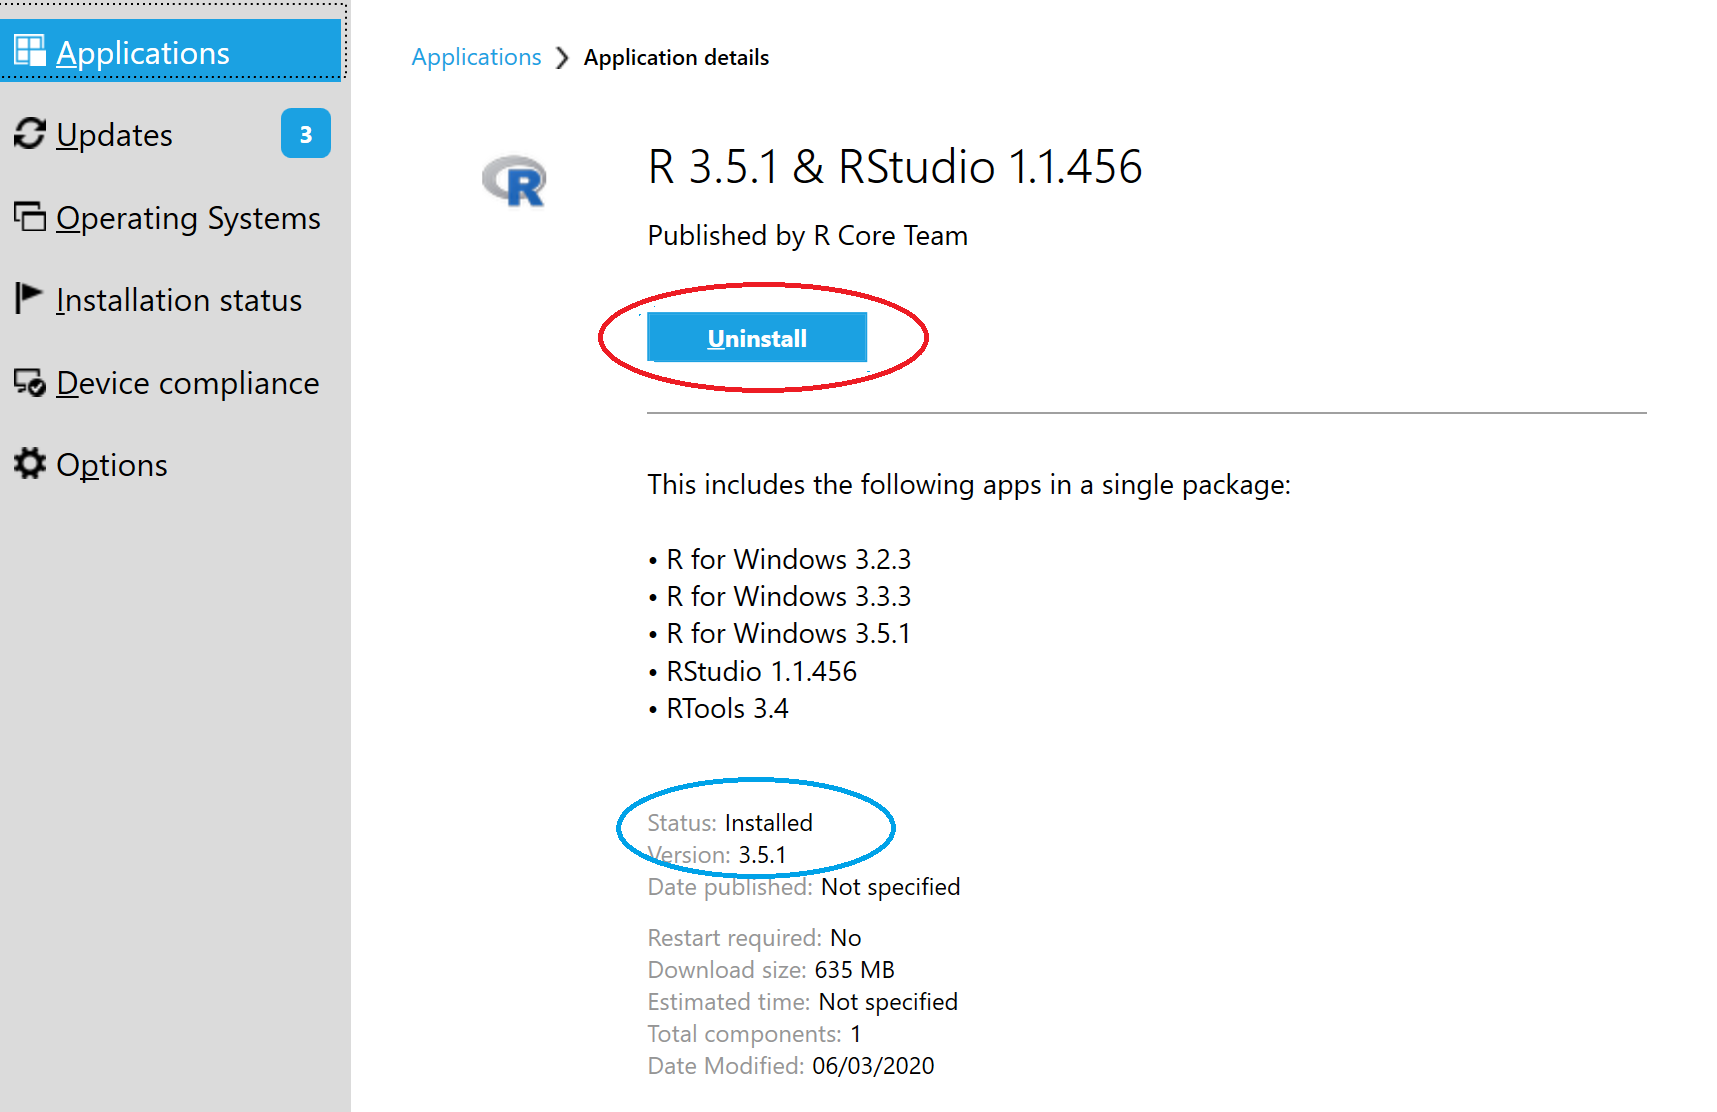 Applications
Updates
3
Operating Systems
Installation status
Device compliance
Options
Applications ❯ Application details
R
R 3.5.1 & RStudio 1.1.456
Published by R Core Team
Uninstall
This includes the following apps in a single package:
• R for Windows 3.2.3
• R for Windows 3.3.3
• R for Windows 3.5.1
• RStudio 1.1.456
• RTools 3.4
Status: Installed
Version: 3.5.1
Date published: Not specified
Restart required: No
Download size: 635 MB
Estimated time: Not specified
Total components: 1
Date Modified: 06/03/2020